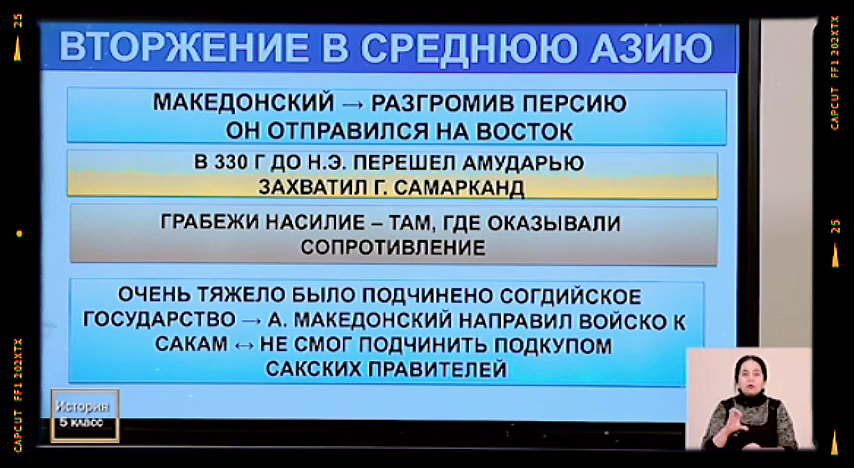 ВТОРЖЕНИЕ В СРЕДНЮЮ АЗИЮ
МАКЕДОНСКИЙ → РАЗГРОМИВ ПЕРСИЮ
ОН ОТПРАВИЛСЯ НА ВОСТОК
В 330 Г ДО Н.Э. ПЕРЕШЕЛ АМУДАРЬЮ
ЗАХВАТИЛ Г. САМАРКАНД
ГРАБЕЖИ НАСИЛИЕ – ТАМ, ГДЕ ОКАЗЫВАЛИ
СОПРОТИВЛЕНИЕ
ОЧЕНЬ ТЯЖЕЛО БЫЛО ПОДЧИНЕНО СОГДИЙСКОЕ
ГОСУДАРСТВО → А. МАКЕДОНСКИЙ НАПРАВИЛ ВОЙСКО К
САКАМ ↔ НЕ СМОГ ПОДЧИНИТЬ ПОДКУПОМ
САКСКИХ ПРАВИТЕЛЕЙ
История
5 класс
25
CAPCUT FF1 202XTX
CAPCUT FF1 202XTX
25